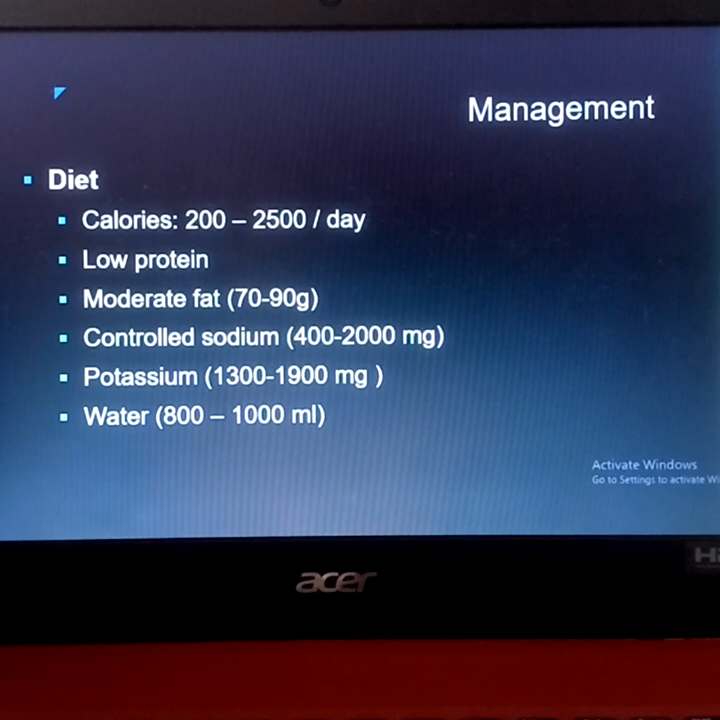 Management
Diet
Calories: 200 – 2500 / day
Low protein
Moderate fat (70-90g)
Controlled sodium (400-2000 mg)
Potassium (1300-1900 mg )
Water (800 – 1000 ml)
Activate Windows
Go to Settings to activate
acer